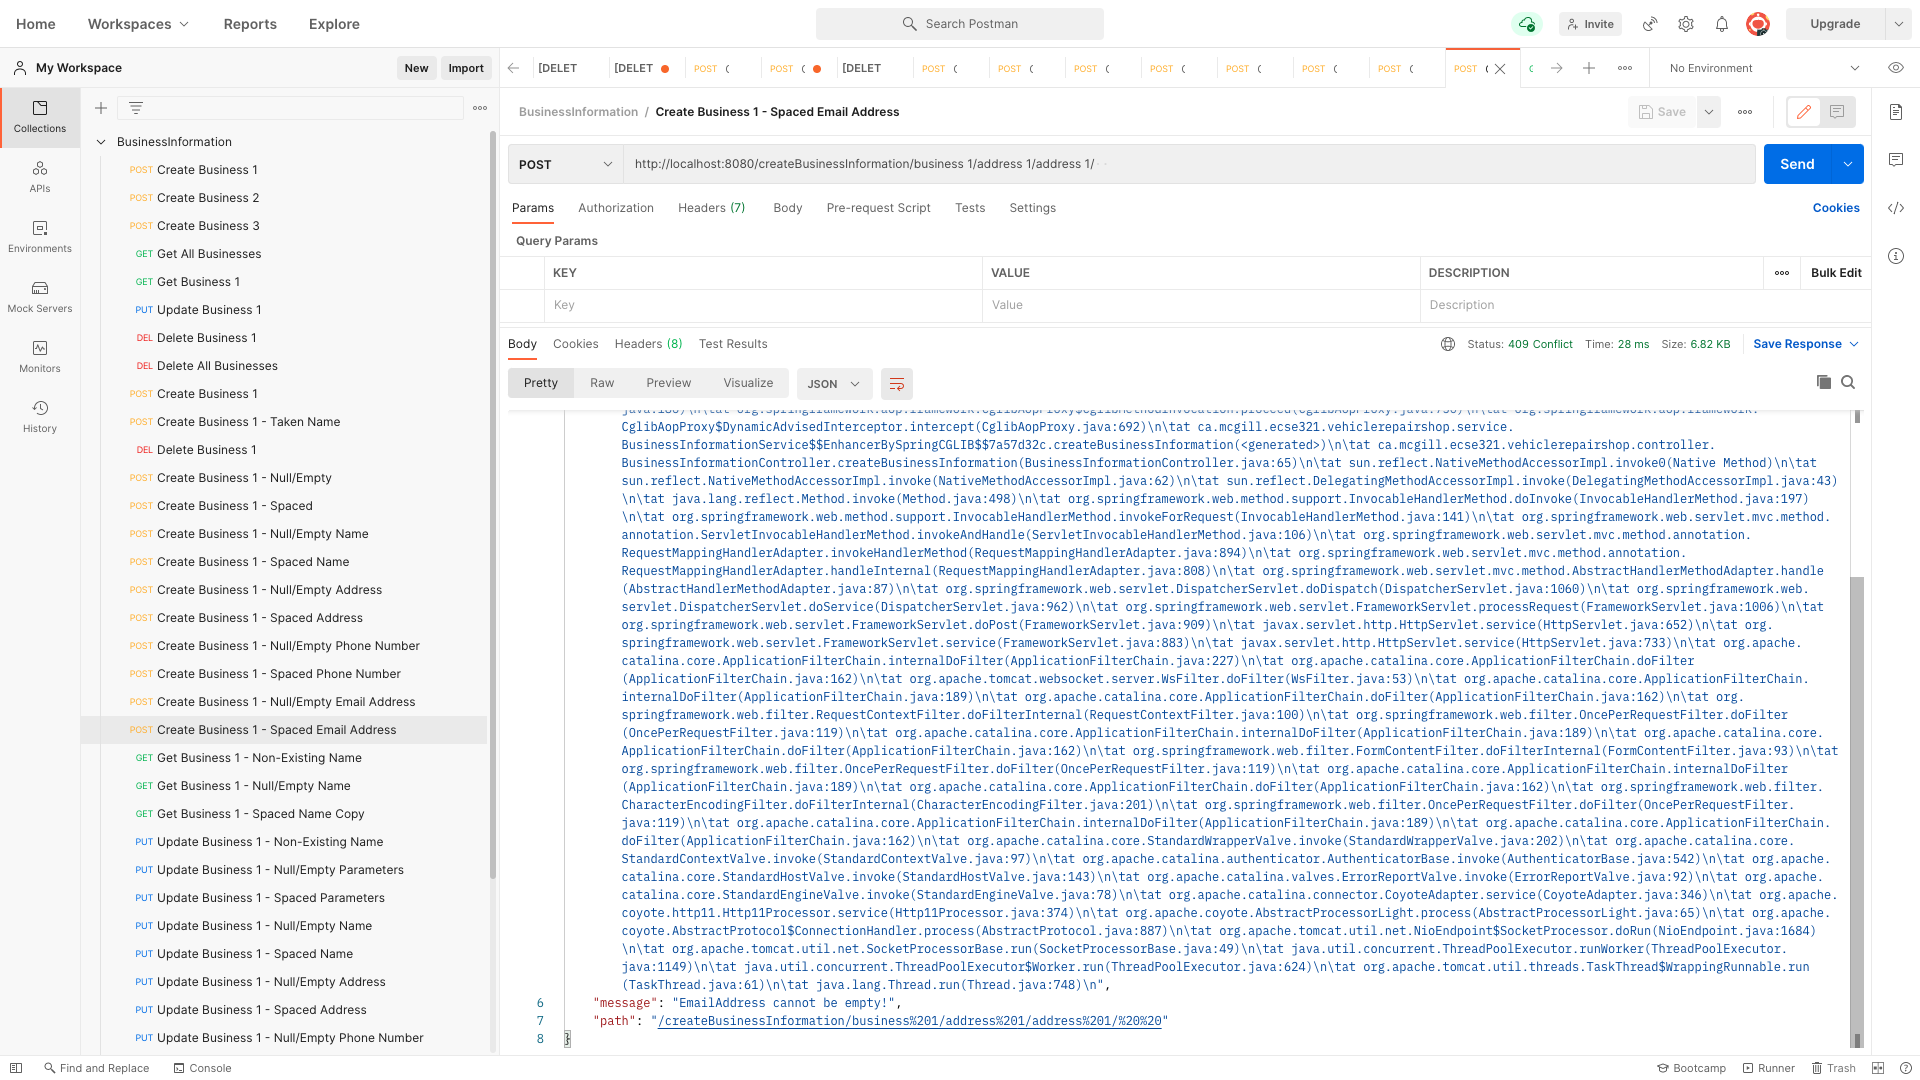 Home
Workspaces
Reports
Explore
Search Postman
Invite
Upgrade
My Workspace
New
Import
[DELET
[DELET
POST (
POST (
[DELET
POST (
POST (
POST (
POST (
POST (
POST (
POST (
POST (
No Environment
Collections
APIs
Environments
Mock Servers
Monitors
History
BusinessInformation
POST Create Business 1
POST Create Business 2
POST Create Business 3
GET Get All Businesses
GET Get Business 1
PUT Update Business 1
DEL Delete Business 1
DEL Delete All Businesses
POST Create Business 1
POST Create Business 1 - Taken Name
DEL Delete Business 1
POST Create Business 1 - Null/Empty
POST Create Business 1 - Spaced
POST Create Business 1 - Null/Empty Name
POST Create Business 1 - Spaced Name
POST Create Business 1 - Null/Empty Address
POST Create Business 1 - Spaced Address
POST Create Business 1 - Null/Empty Phone Number
POST Create Business 1 - Spaced Phone Number
POST Create Business 1 - Null/Empty Email Address
POST Create Business 1 - Spaced Email Address
GET Get Business 1 - Non-Existing Name
GET Get Business 1 - Null/Empty Name
GET Get Business 1 - Spaced Name Copy
PUT Update Business 1 - Non-Existing Name
PUT Update Business 1 - Null/Empty Parameters
PUT Update Business 1 - Spaced Parameters
PUT Update Business 1 - Null/Empty Name
PUT Update Business 1 - Spaced Name
PUT Update Business 1 - Null/Empty Address
PUT Update Business 1 - Spaced Address
PUT Update Business 1 - Null/Empty Phone Number
BusinessInformation / Create Business 1 - Spaced Email Address
Save
POST
http://localhost:8080/createBusinessInformation/business 1/address 1/address 1/
Send
Params
Authorization
Headers (7)
Body
Pre-request Script
Tests
Settings
Cookies
Query Params
KEY
VALUE
DESCRIPTION
Bulk Edit
Key
Value
Description
Body
Cookies
Headers (8)
Test Results
Status: 409 Conflict
Time: 28 ms
Size: 6.82 KB
Save Response
Pretty
Raw
Preview
Visualize
JSON
CglibAopProxy$DynamicAdvisedInterceptor.intercept(CglibAopProxy.java:692)\n\tat ca.mcgill.ecse321.vehiclerepairshop.service.
BusinessInformationService$$EnhancerBySpringCGLIB$$7a57d32c.createBusinessInformation(<generated>)\n\tat ca.mcgill.ecse321.vehiclerepairshop.controller.
BusinessInformationController.createBusinessInformation(BusinessInformationController.java:65)\n\tat sun.reflect.NativeMethodAccessorImpl.invoke0(Native Method)\n\tat
sun.reflect.NativeMethodAccessorImpl.invoke(NativeMethodAccessorImpl.java:62)\n\tat sun.reflect.DelegatingMethodAccessorImpl.invoke(DelegatingMethodAccessorImpl.java:43)
\n\tat java.lang.reflect.Method.invoke(Method.java:498)\n\tat org.springframework.web.method.support.InvocableHandlerMethod.doInvoke(InvocableHandlerMethod.java:197)
\n\tat org.springframework.web.method.support.InvocableHandlerMethod.invokeForRequest(InvocableHandlerMethod.java:141)\n\tat org.springframework.web.servlet.mvc.method.
annotation.ServletInvocableHandlerMethod.invokeAndHandle(ServletInvocableHandlerMethod.java:106)\n\tat org.springframework.web.servlet.mvc.method.annotation.
RequestMappingHandlerAdapter.invokeHandlerMethod(RequestMappingHandlerAdapter.java:894)\n\tat org.springframework.web.servlet.mvc.method.annotation.
RequestMappingHandlerAdapter.handleInternal(RequestMappingHandlerAdapter.java:808)\n\tat org.springframework.web.servlet.mvc.method.AbstractHandlerMethodAdapter.handle
(AbstractHandlerMethodAdapter.java:87)\n\tat org.springframework.web.servlet.DispatcherServlet.doDispatch(DispatcherServlet.java:1060)\n\tat org.springframework.web.
servlet.DispatcherServlet.doService(DispatcherServlet.java:962)\n\tat org.springframework.web.servlet.FrameworkServlet.processRequest(FrameworkServlet.java:1006)\n\tat
org.springframework.web.servlet.FrameworkServlet.doPost(FrameworkServlet.java:909)\n\tat javax.servlet.http.HttpServlet.service(HttpServlet.java:652)\n\tat org.
springframework.web.servlet.FrameworkServlet.service(FrameworkServlet.java:883)\n\tat javax.servlet.http.HttpServlet.service(HttpServlet.java:733)\n\tat org.apache.
catalina.core.ApplicationFilterChain.internalDoFilter(ApplicationFilterChain.java:227)\n\tat org.apache.catalina.core.ApplicationFilterChain.doFilter
(ApplicationFilterChain.java:162)\n\tat org.apache.tomcat.websocket.server.WsFilter.doFilter(WsFilter.java:53)\n\tat org.apache.catalina.core.ApplicationFilterChain.
internalDoFilter(ApplicationFilterChain.java:189)\n\tat org.apache.catalina.core.ApplicationFilterChain.doFilter(ApplicationFilterChain.java:162)\n\tat org.
springframework.web.filter.RequestContextFilter.doFilterInternal(RequestContextFilter.java:100)\n\tat org.springframework.web.filter.OncePerRequestFilter.doFilter
(OncePerRequestFilter.java:119)\n\tat org.apache.catalina.core.ApplicationFilterChain.internalDoFilter(ApplicationFilterChain.java:189)\n\tat org.apache.catalina.core.
ApplicationFilterChain.doFilter(ApplicationFilterChain.java:162)\n\tat org.springframework.web.filter.FormContentFilter.doFilterInternal(FormContentFilter.java:93)\n\tat
org.springframework.web.filter.OncePerRequestFilter.doFilter(OncePerRequestFilter.java:119)\n\tat org.apache.catalina.core.ApplicationFilterChain.internalDoFilter
(ApplicationFilterChain.java:189)\n\tat org.apache.catalina.core.ApplicationFilterChain.doFilter(ApplicationFilterChain.java:162)\n\tat org.springframework.web.filter.
CharacterEncodingFilter.doFilterInternal(CharacterEncodingFilter.java:201)\n\tat org.springframework.web.filter.OncePerRequestFilter.doFilter(OncePerRequestFilter.
java:119)\n\tat org.apache.catalina.core.ApplicationFilterChain.internalDoFilter(ApplicationFilterChain.java:189)\n\tat org.apache.catalina.core.ApplicationFilterChain.
doFilter(ApplicationFilterChain.java:162)\n\tat org.apache.catalina.core.StandardWrapperValve.invoke(StandardWrapperValve.java:202)\n\tat org.apache.catalina.core.
StandardContextValve.invoke(StandardContextValve.java:97)\n\tat org.apache.catalina.authenticator.AuthenticatorBase.invoke(AuthenticatorBase.java:542)\n\tat org.apache.
catalina.core.StandardHostValve.invoke(StandardHostValve.java:143)\n\tat org.apache.catalina.valves.ErrorReportValve.invoke(ErrorReportValve.java:92)\n\tat org.apache.
catalina.core.StandardEngineValve.invoke(StandardEngineValve.java:78)\n\tat org.apache.catalina.connector.CoyoteAdapter.service(CoyoteAdapter.java:346)\n\tat org.apache.
coyote.http11.Http11Processor.service(Http11Processor.java:374)\n\tat org.apache.coyote.AbstractProcessorLight.process(AbstractProcessorLight.java:65)\n\tat org.apache.
coyote.AbstractProtocol$ConnectionHandler.process(AbstractProtocol.java:887)\n\tat org.apache.tomcat.util.net.NioEndpoint$SocketProcessor.doRun(NioEndpoint.java:1684)
\n\tat org.apache.tomcat.util.net.SocketProcessorBase.run(SocketProcessorBase.java:49)\n\tat java.util.concurrent.ThreadPoolExecutor.runWorker(ThreadPoolExecutor.
java:1149)\n\tat java.util.concurrent.ThreadPoolExecutor$Worker.run(ThreadPoolExecutor.java:624)\n\tat org.apache.tomcat.util.threads.TaskThread$WrappingRunnable.run
(TaskThread.java:61)\n\tat java.lang.Thread.run(Thread.java:748)\n",
6 "message": "EmailAddress cannot be empty!",
7 "path": "/createBusinessInformation/business%201/address%201/address%201/%20%20"
8 }
Find and Replace
Console
Bootcamp
Runner
Trash